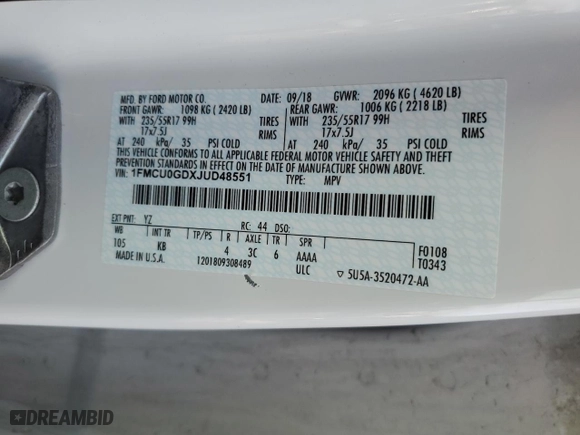 MFD. BY FORD MOTOR CO. DATE: 09/18 GVWR: 2096 KG ( 4620 LB)
FRONT GAWR: 1098 KG ( 2420 LB) REAR GAWR: 1006 KG ( 2218 LB)
WITH 235/55R17 99H TIRES WITH 235/55R17 99H TIRES
17x7.5J RIMS 17x7.5J RIMS
AT 240 kPa/ 35 PSI COLD AT 240 kPa/ 35 PSI COLD
THIS VEHICLE CONFORMS TO ALL APPLICABLE FEDERAL MOTOR VEHICLE SAFETY AND THEFT
PREVENTION STANDARDS IN EFFECT ON THE DATE OF MANUFACTURE SHOWN ABOVE.
VIN: 1FMCU0GDXJUD48551 TYPE: MPV
EXT PNT: YZ RC: 44 DSO:
WB INT TR TP/PS R AXLE TR SPR F0108
105 KB 4 3C 6 AAAA T0343
MADE IN U.S.A. 1201809308489 ULC 5U5A-3520472-AA
DREAMBID